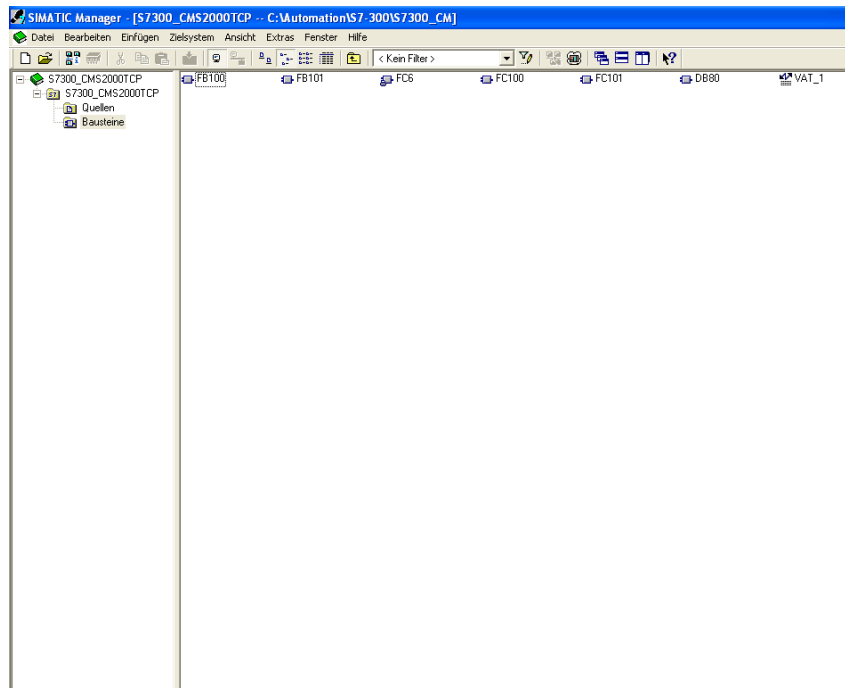 SIMATIC Manager - [S7300_CMS2000TCP -- C:\Automation\S7-300\S7300_CM]
Datei Bearbeiten Einfügen Zielsystem Ansicht Extras Fenster Hilfe
< Kein Filter >
S7300_CMS2000TCP
S7300_CMS2000TCP
Quellen
Bausteine
FB100 FB101 FC6 FC100 FC101 DB80 VAT_1